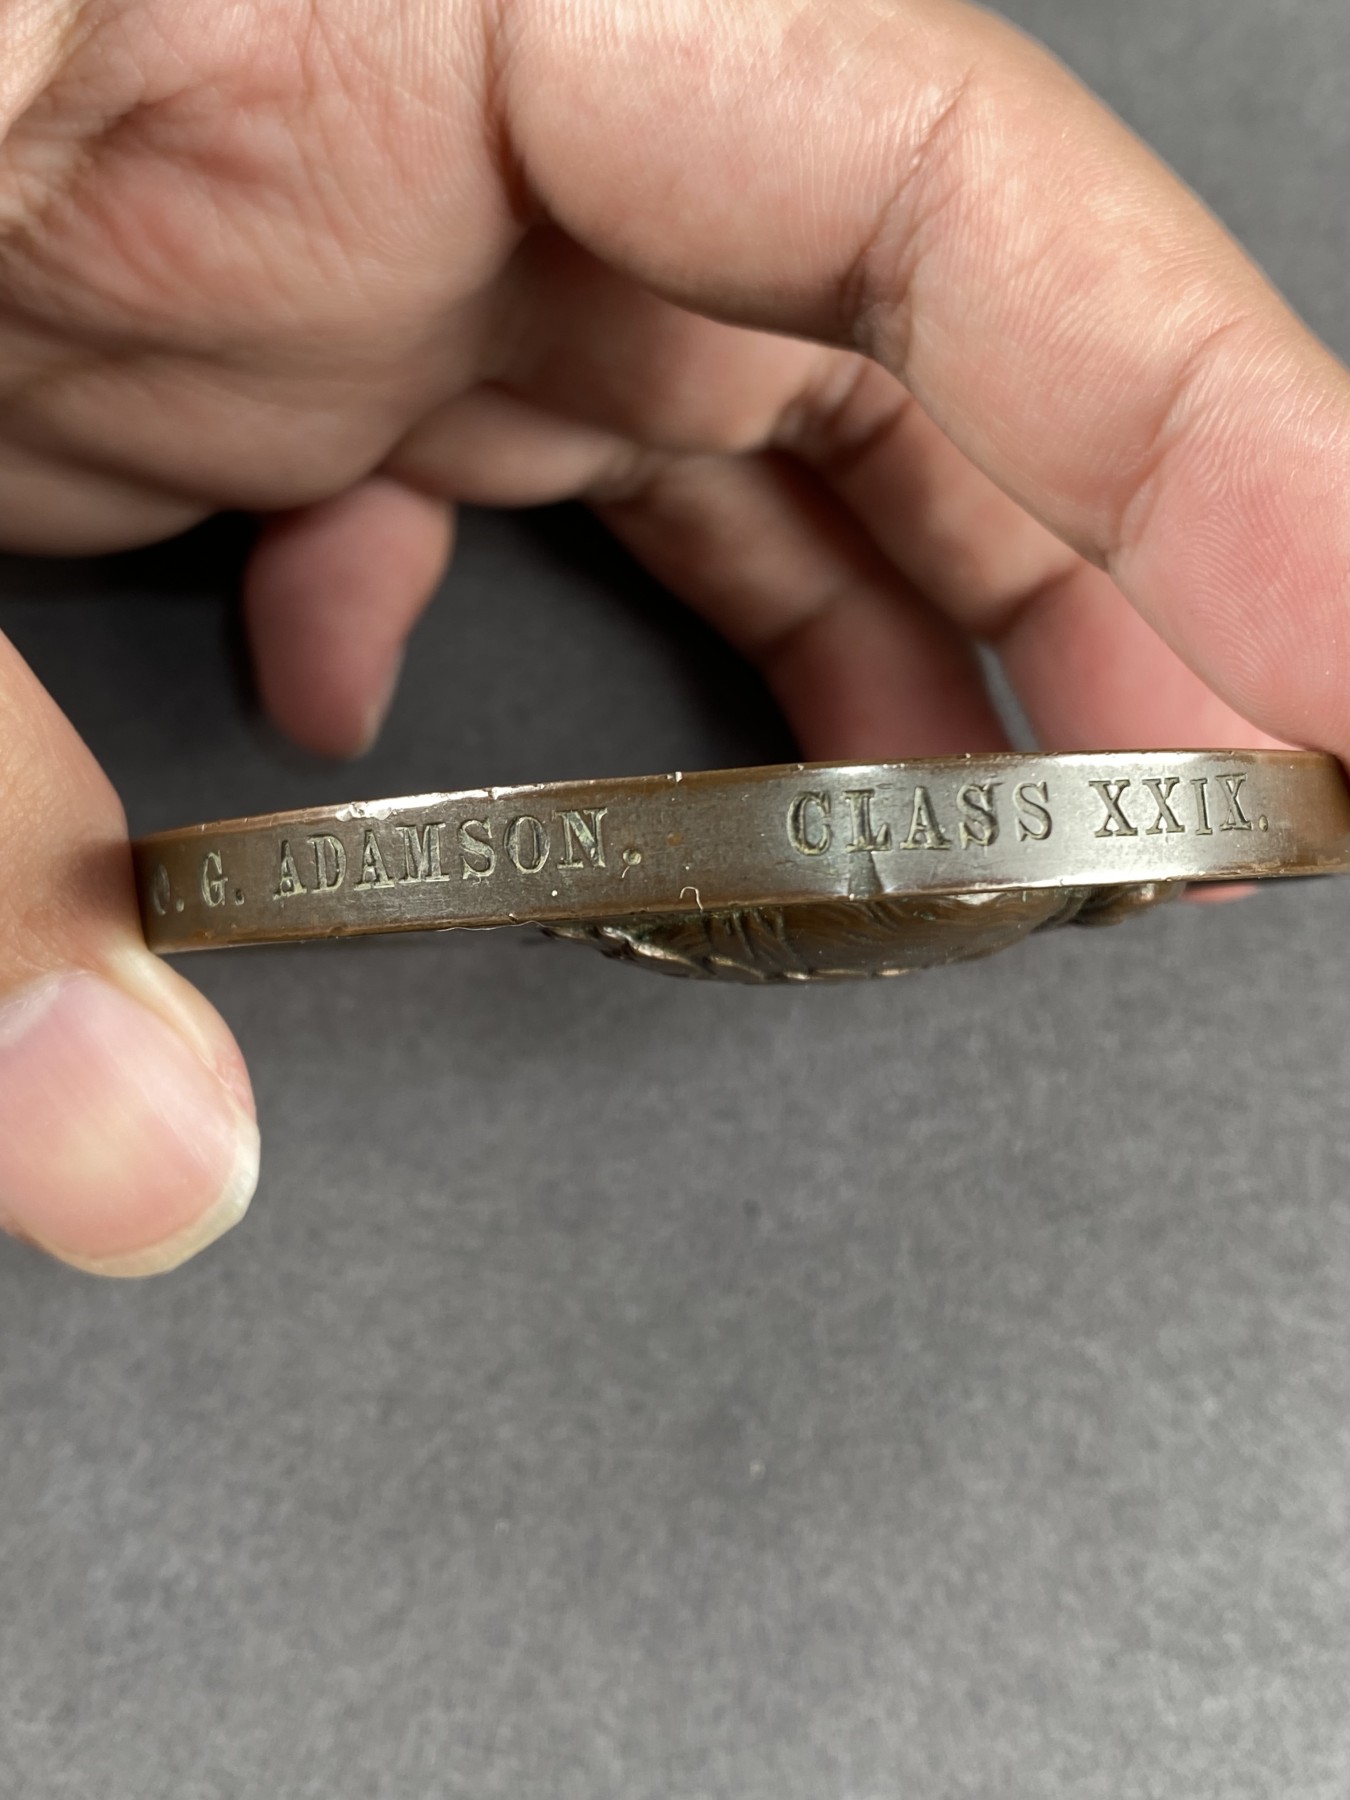 O. G. ADAMSON. CLASS XXIX.